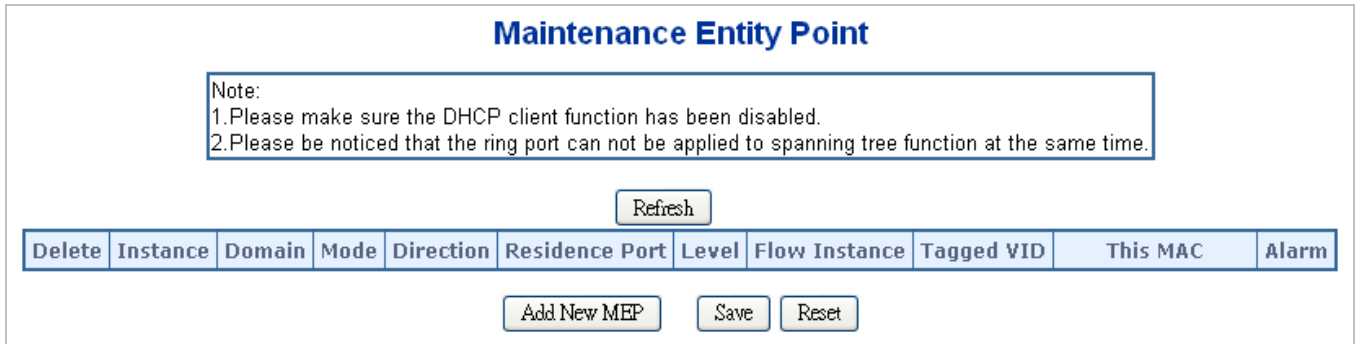 Maintenance Entity Point
Note:
1.Please make sure the DHCP client function has been disabled.
2.Please be noticed that the ring port can not be applied to spanning tree function at the same time.
Refresh
Delete Instance Domain Mode Direction Residence Port Level Flow Instance Tagged VID This MAC Alarm
Add New MEP Save Reset